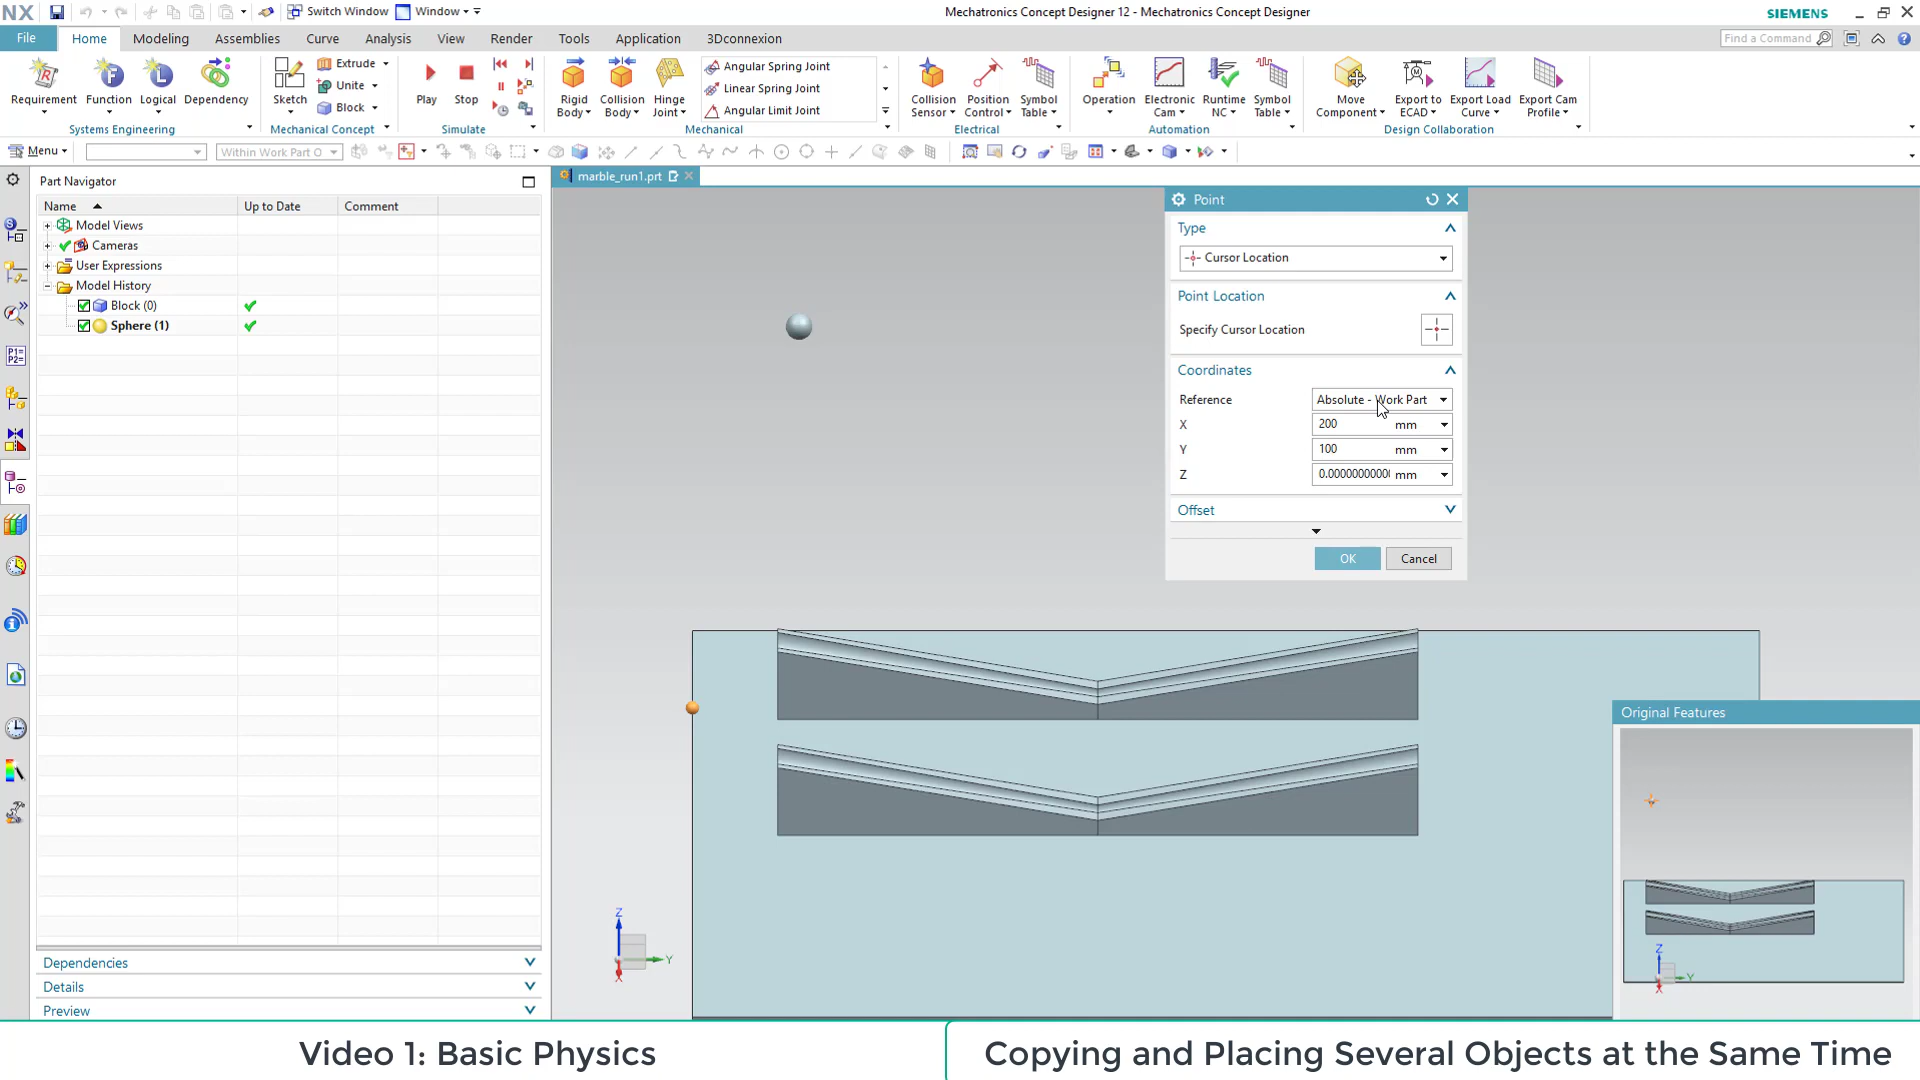 NX
Switch Window
Window
Mechatronics Concept Designer 12 - Mechatronics Concept Designer
SIEMENS
File
Home
Modeling
Assemblies
Curve
Analysis
View
Render
Tools
Application
3Dconnexion
Find a Command
Requirement
Function
Logical
Dependency
Systems Engineering
Sketch
Extrude
Unite
Block
Mechanical Concept
Play
Stop
Simulate
Rigid Body
Collision Body
Hinge Joint
Angular Spring Joint
Linear Spring Joint
Angular Limit Joint
Mechanical
Collision Sensor
Position Control
Symbol Table
Electrical
Operation
Electronic Cam
Runtime NC
Symbol Table
Automation
Move Component
Export to ECAD
Export Load Curve
Export Cam Profile
Design Collaboration
Menu
Within Work Part O
Part Navigator
marble_run1.prt
Name
Up to Date
Comment
Model Views
Cameras
User Expressions
Model History
Block (0)
Sphere (1)
Dependencies
Details
Preview
Point
Type
Cursor Location
Point Location
Specify Cursor Location
Coordinates
Reference
Absolute - Work Part
X
200
mm
Y
100
mm
Z
0.0000000000
mm
Offset
OK
Cancel
Original Features
Z
Y
X
Z
Y
X
P1=
P2=
Video 1: Basic Physics
Copying and Placing Several Objects at the Same Time